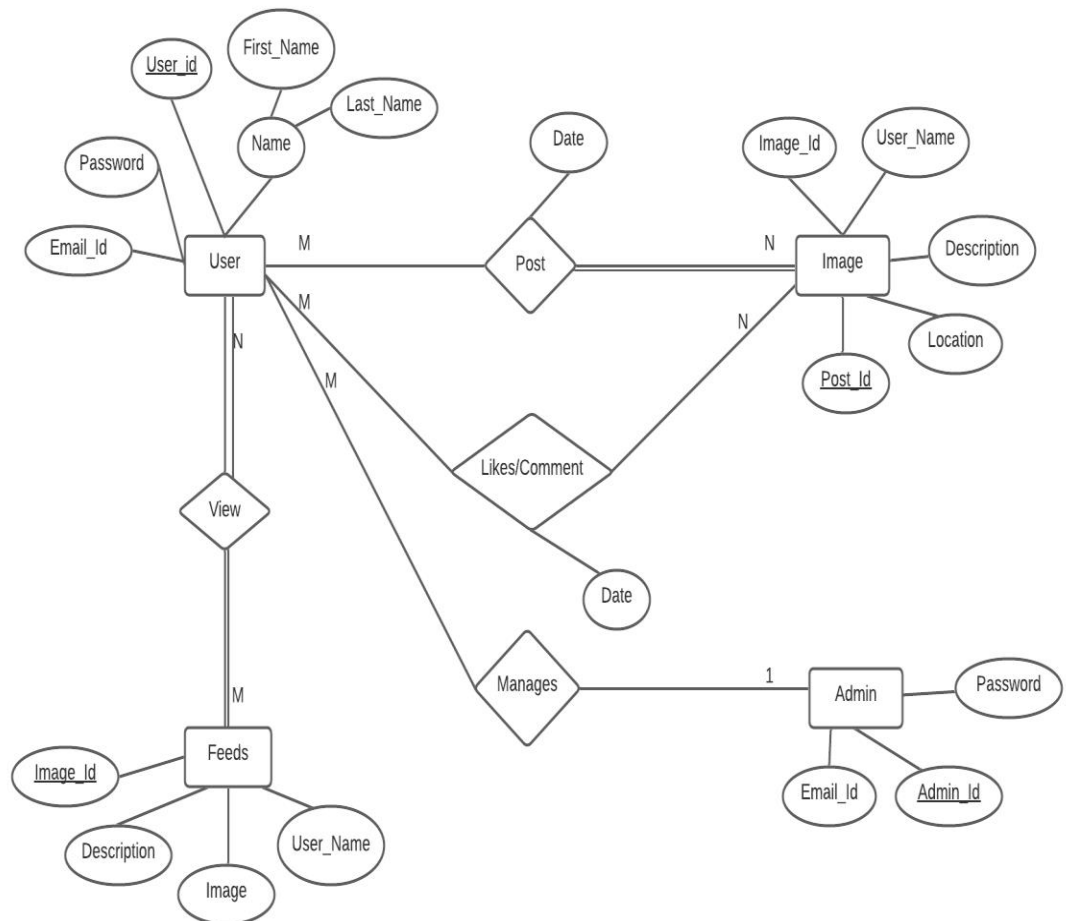 First_Name
User_id
Last_Name
Name
Password
Email_Id
User
Date
Image_Id
User_Name
M
Post
N
Image
Description
Location
Post_Id
M
N
N
M
Likes/Comment
View
Date
Manages
1
Admin
Password
Email_Id
Admin_Id
M
Feeds
Image_Id
Description
Image
User_Name